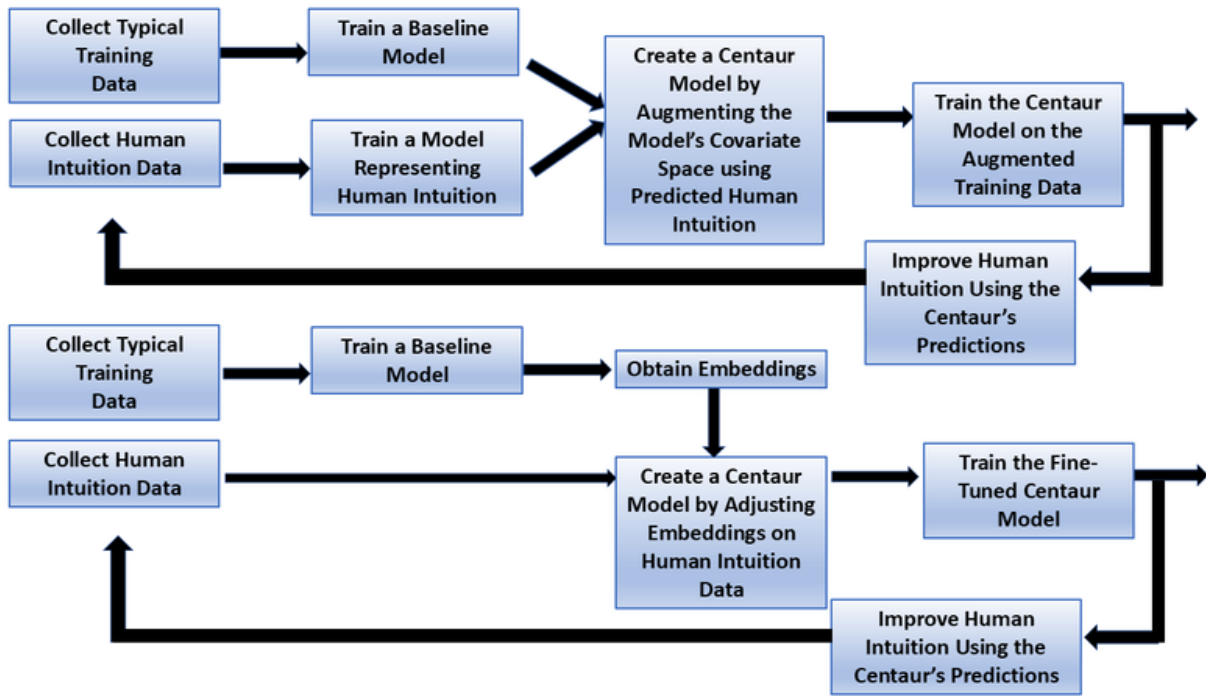 Collect Typical
Training
Data
Train a Baseline
Model
Create a Centaur
Model by
Augmenting the
Model’s Covariate
Space using
Predicted Human
Intuition
Train the Centaur
Model on the
Augmented
Training Data
Collect Human
Intuition Data
Train a Model
Representing
Human Intuition
Improve Human
Intuition Using the
Centaur’s
Predictions
Collect Typical
Training
Data
Train a Baseline
Model
Obtain Embeddings
Collect Human
Intuition Data
Create a Centaur
Model by Adjusting
Embeddings on
Human Intuition
Data
Train the Fine-
Tuned Centaur
Model
Improve Human
Intuition Using the
Centaur’s Predictions